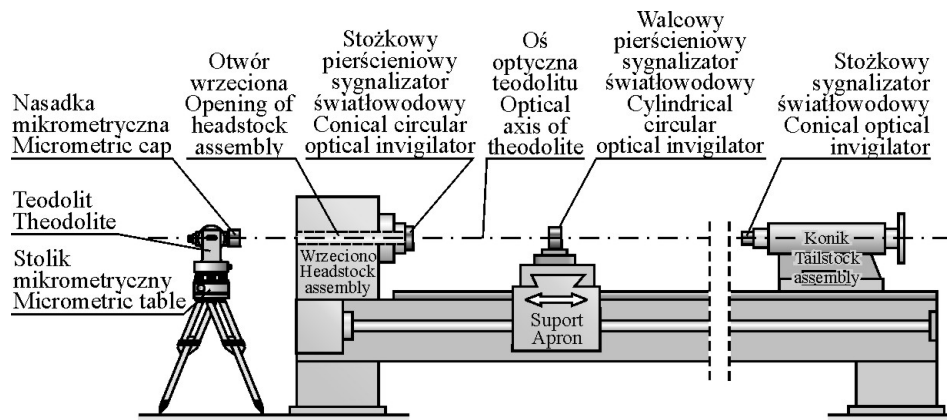 Nasadka
mikrometryczna
Micrometric cap
Otwór
wrzeciona
Opening of
headstock
assembly
Stożkowy
pierścieniowy
sygnalizator
światłowodowy
Conical circular
optical invigilator
Oś
optyczna
teodolitu
Optical
axis of
theodolite
Walcowy
pierścieniowy
sygnalizator
światłowodowy
Cylindrical
circular
optical invigilator
Stożkowy
sygnalizator
światłowodowy
Conical optical
invigilator
Teodolit
Theodolite
Stolik
mikrometryczny
Micrometric table
Wrzeciono
Headstock
assembly
Suport
Apron
Konik
Tailstock
assembly